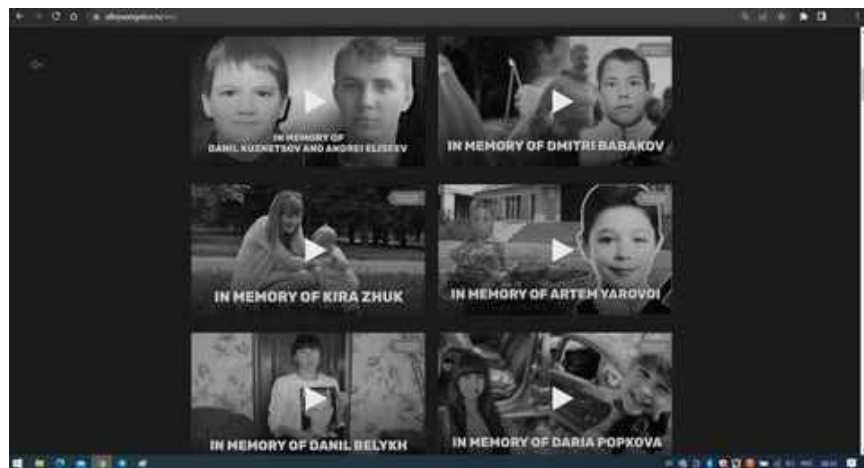 IN MEMORY OF
DANIL KUZNETSOV AND ANDREI ELISEEV
IN MEMORY OF DMITRI BABAKOV
IN MEMORY OF KIRA ZHUK
IN MEMORY OF ARTEM YAROVOI
IN MEMORY OF DANIL BELYKH
IN MEMORY OF DARIA POPKOVA